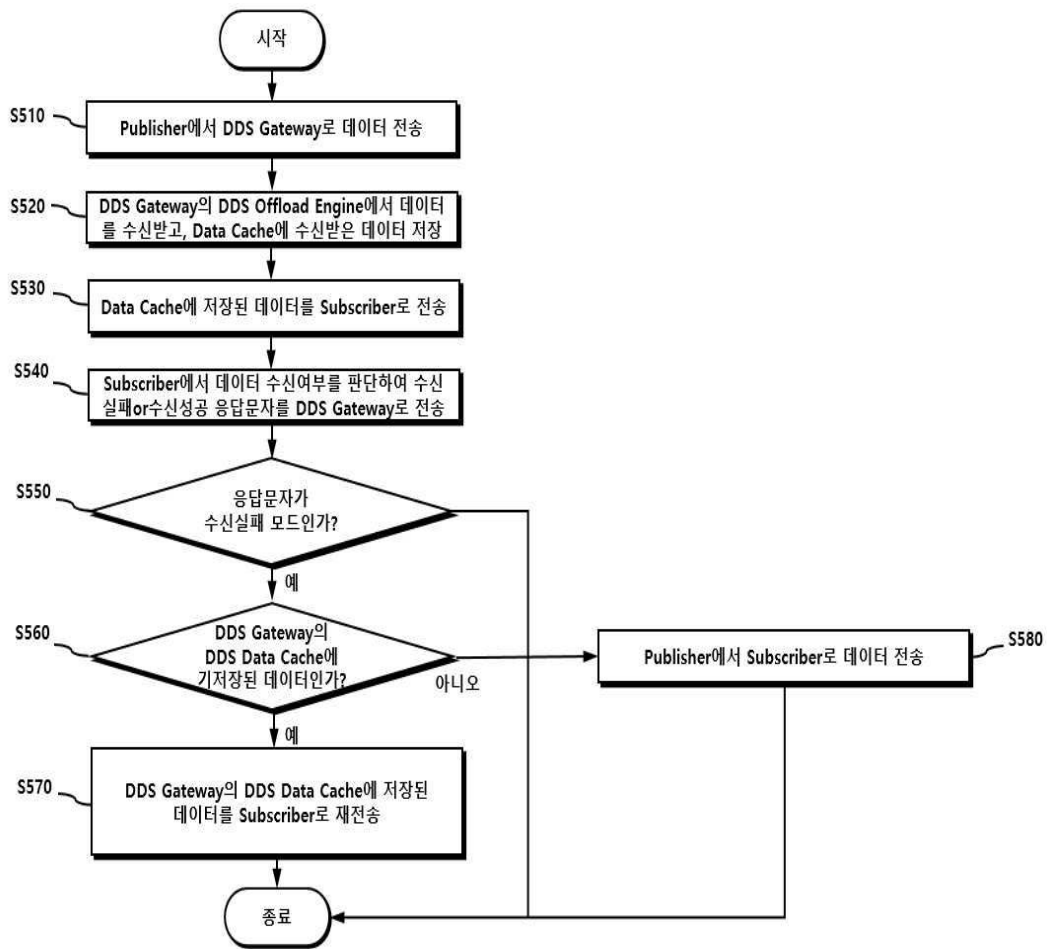 시작
S510
Publisher에서 DDS Gateway로 데이터 전송
S520
DDS Gateway의 DDS Offload Engine에서 데이터
를 수신받고, Data Cache에 수신받은 데이터 저장
S530
Data Cache에 저장된 데이터를 Subscriber로 전송
S540
Subscriber에서 데이터 수신여부를 판단하여 수신
실패or수신성공 응답문자를 DDS Gateway로 전송
S550
응답문자가
수신실패 모드인가?
예
S560
DDS Gateway의
DDS Data Cache에
기저장된 데이터인가?
아니오
Publisher에서 Subscriber로 데이터 전송
S580
예
S570
DDS Gateway의 DDS Data Cache에 저장된
데이터를 Subscriber로 재전송
종료